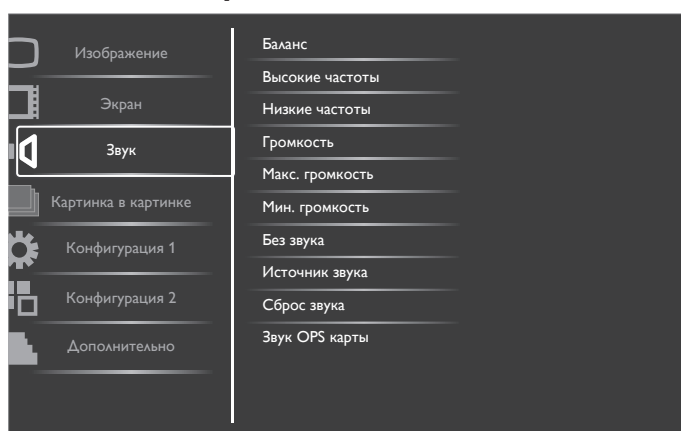 Изображение
Экран
Звук
Картинка в картинке
Конфигурация 1
Конфигурация 2
Дополнительно
Баланс
Высокие частоты
Низкие частоты
Громкость
Макс. громкость
Мин. громкость
Без звука
Источник звука
Сброс звука
Звук OPS карты